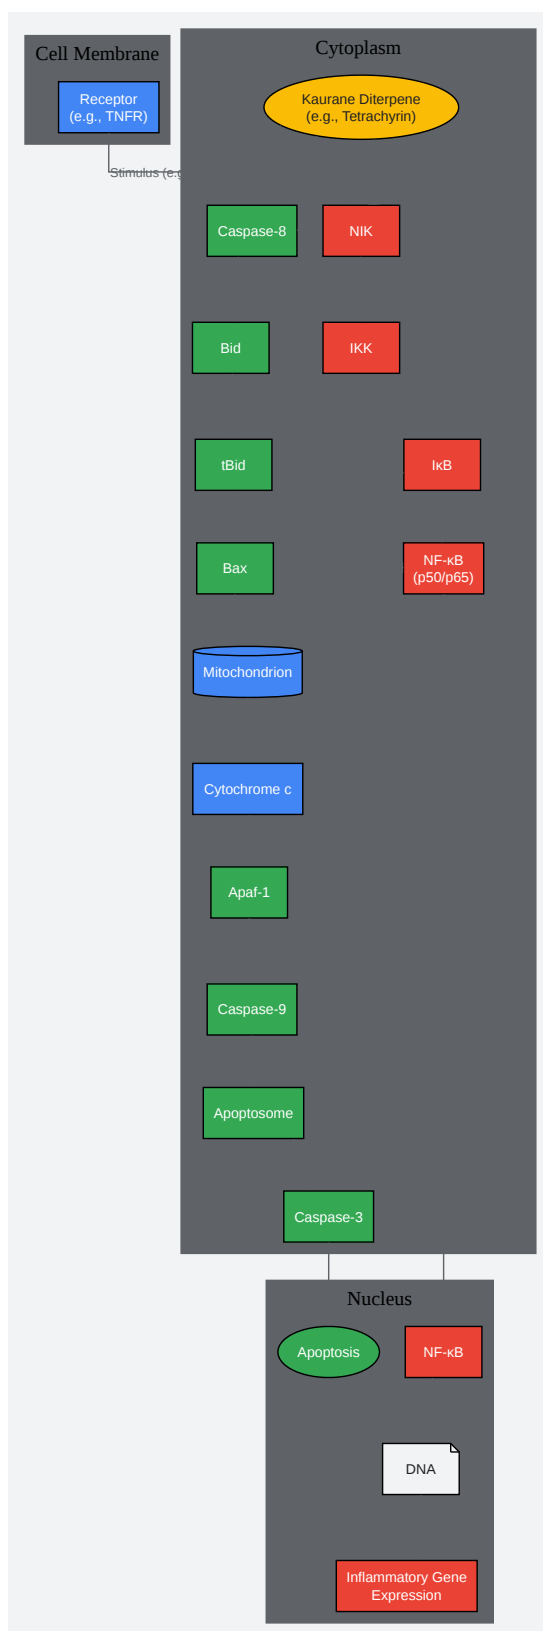 Cell Membrane
Receptor
(e.g., TNFR)
Stimulus (e.g
Cytoplasm
Kaurane Diterpene
(e.g., Tetrachyrin)
Caspase-8
NIK
Bid
IKK
tBid
IκB
Bax
NF-κB
(p50/p65)
Mitochondrion
Cytochrome c
Apaf-1
Caspase-9
Apoptosome
Caspase-3
Nucleus
Apoptosis
NF-κB
DNA
Inflammatory Gene
Expression